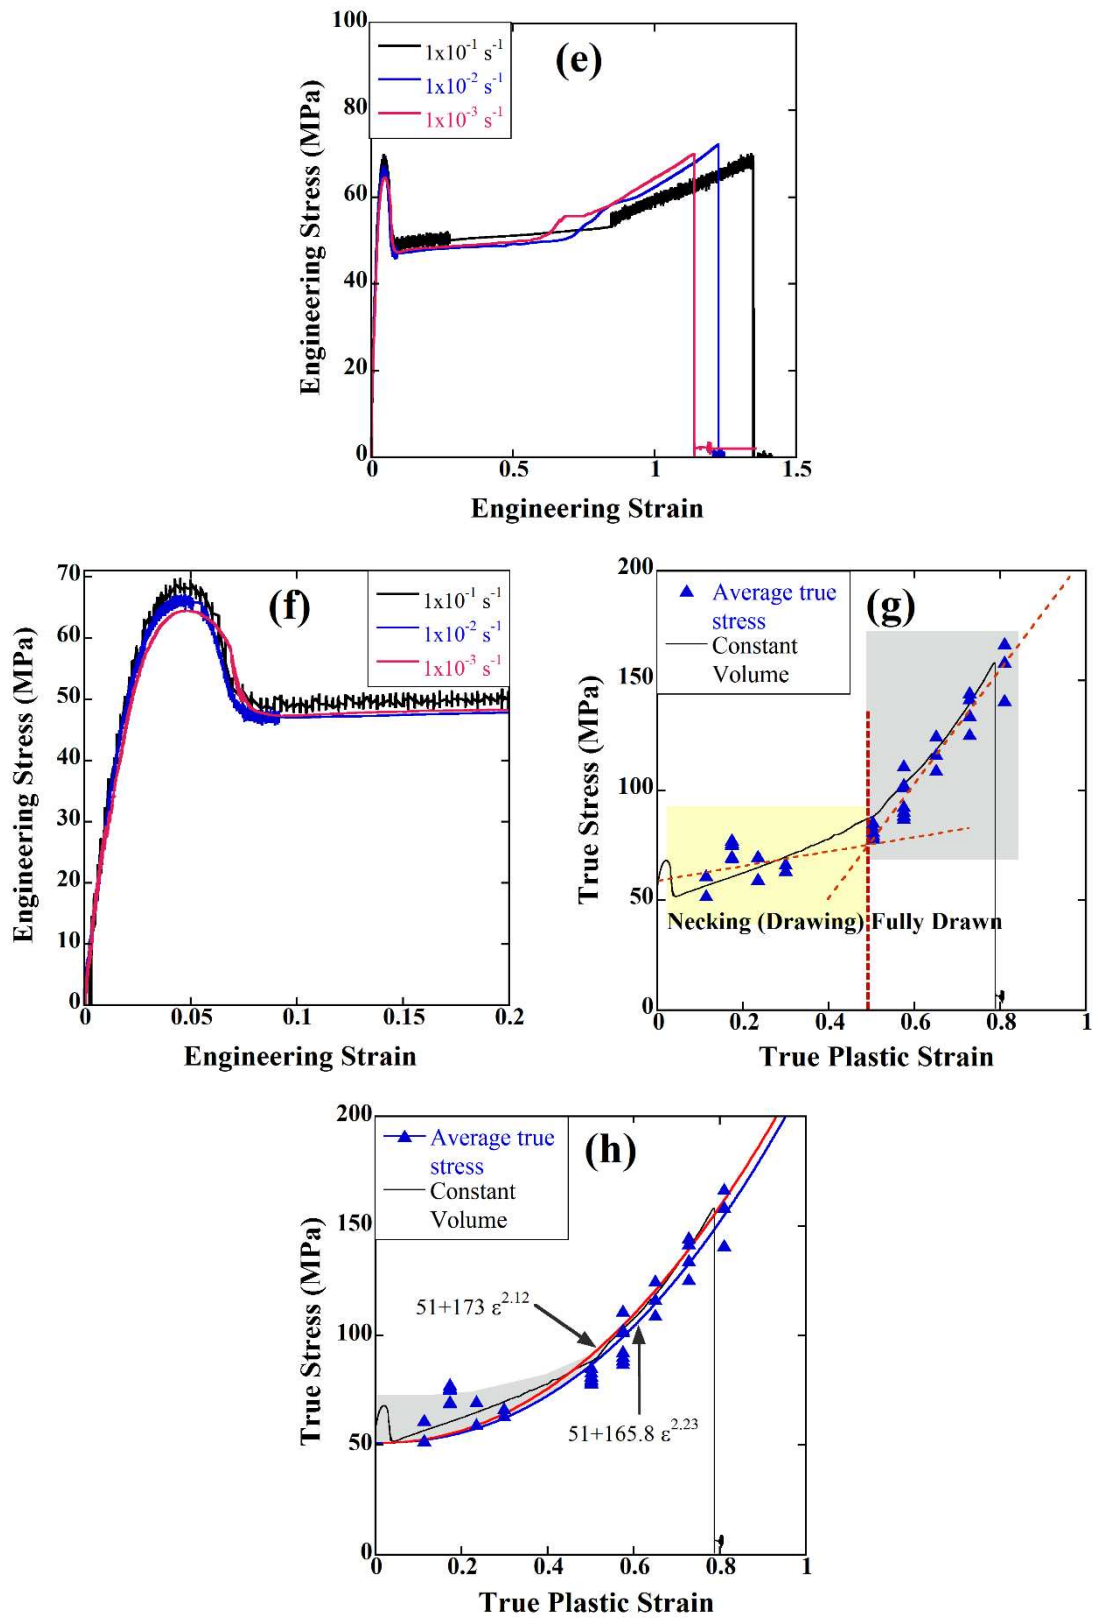 100
80
60
40
20
0
Engineering Stress (MPa)
1x10⁻¹ s⁻¹
1x10⁻² s⁻¹
1x10⁻³ s⁻¹
(e)
0 0.5 1 1.5
Engineering Strain
70
60
50
40
30
20
10
0
Engineering Stress (MPa)
(f)
1x10⁻¹ s⁻¹
1x10⁻² s⁻¹
1x10⁻³ s⁻¹
0 0.05 0.1 0.15 0.2
Engineering Strain
200
150
100
50
0
True Stress (MPa)
Average true
stress
Constant
Volume
(g)
Necking (Drawing) Fully Drawn
0 0.2 0.4 0.6 0.8 1
True Plastic Strain
200
150
100
50
0
True Stress (MPa)
Average true
stress
Constant
Volume
(h)
51+173 ε²·¹²
51+165.8 ε²·²³
0 0.2 0.4 0.6 0.8 1
True Plastic Strain